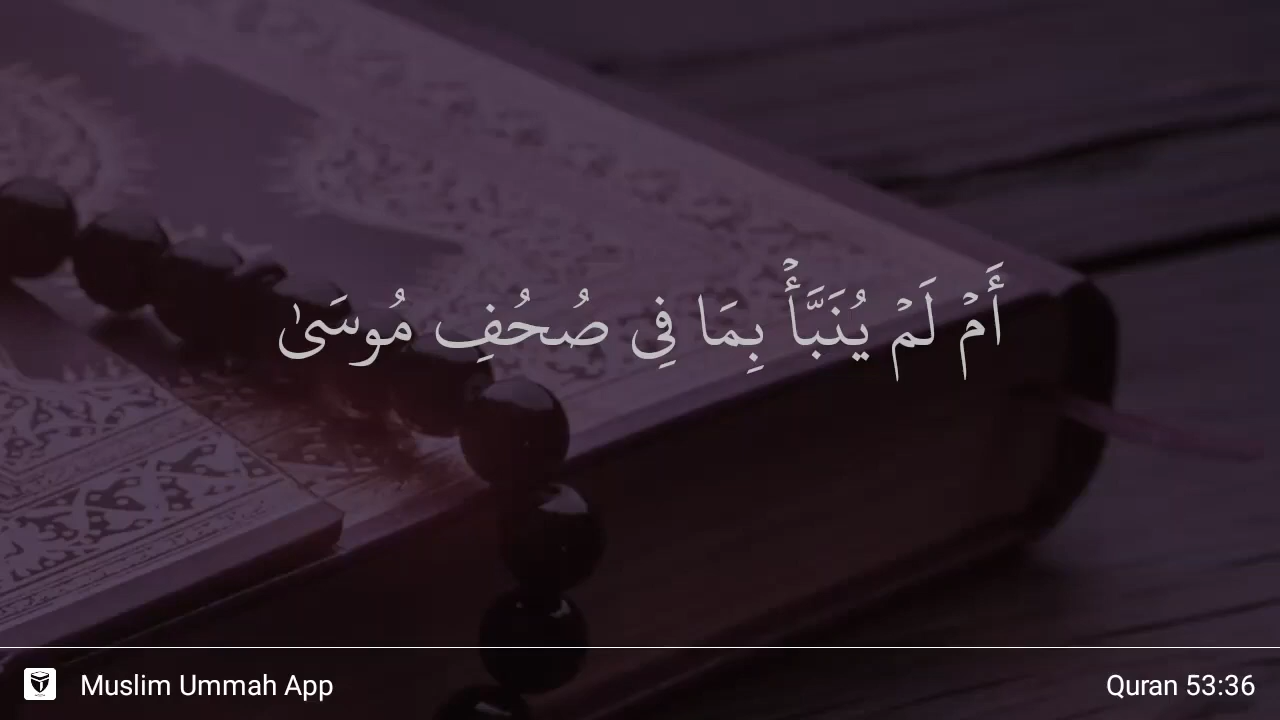 أَمۡ لَمۡ يُنَبَّأۡ بِمَا فِى صُحُفِ مُوسَىٰ
Muslim Ummah App
Quran 53:36